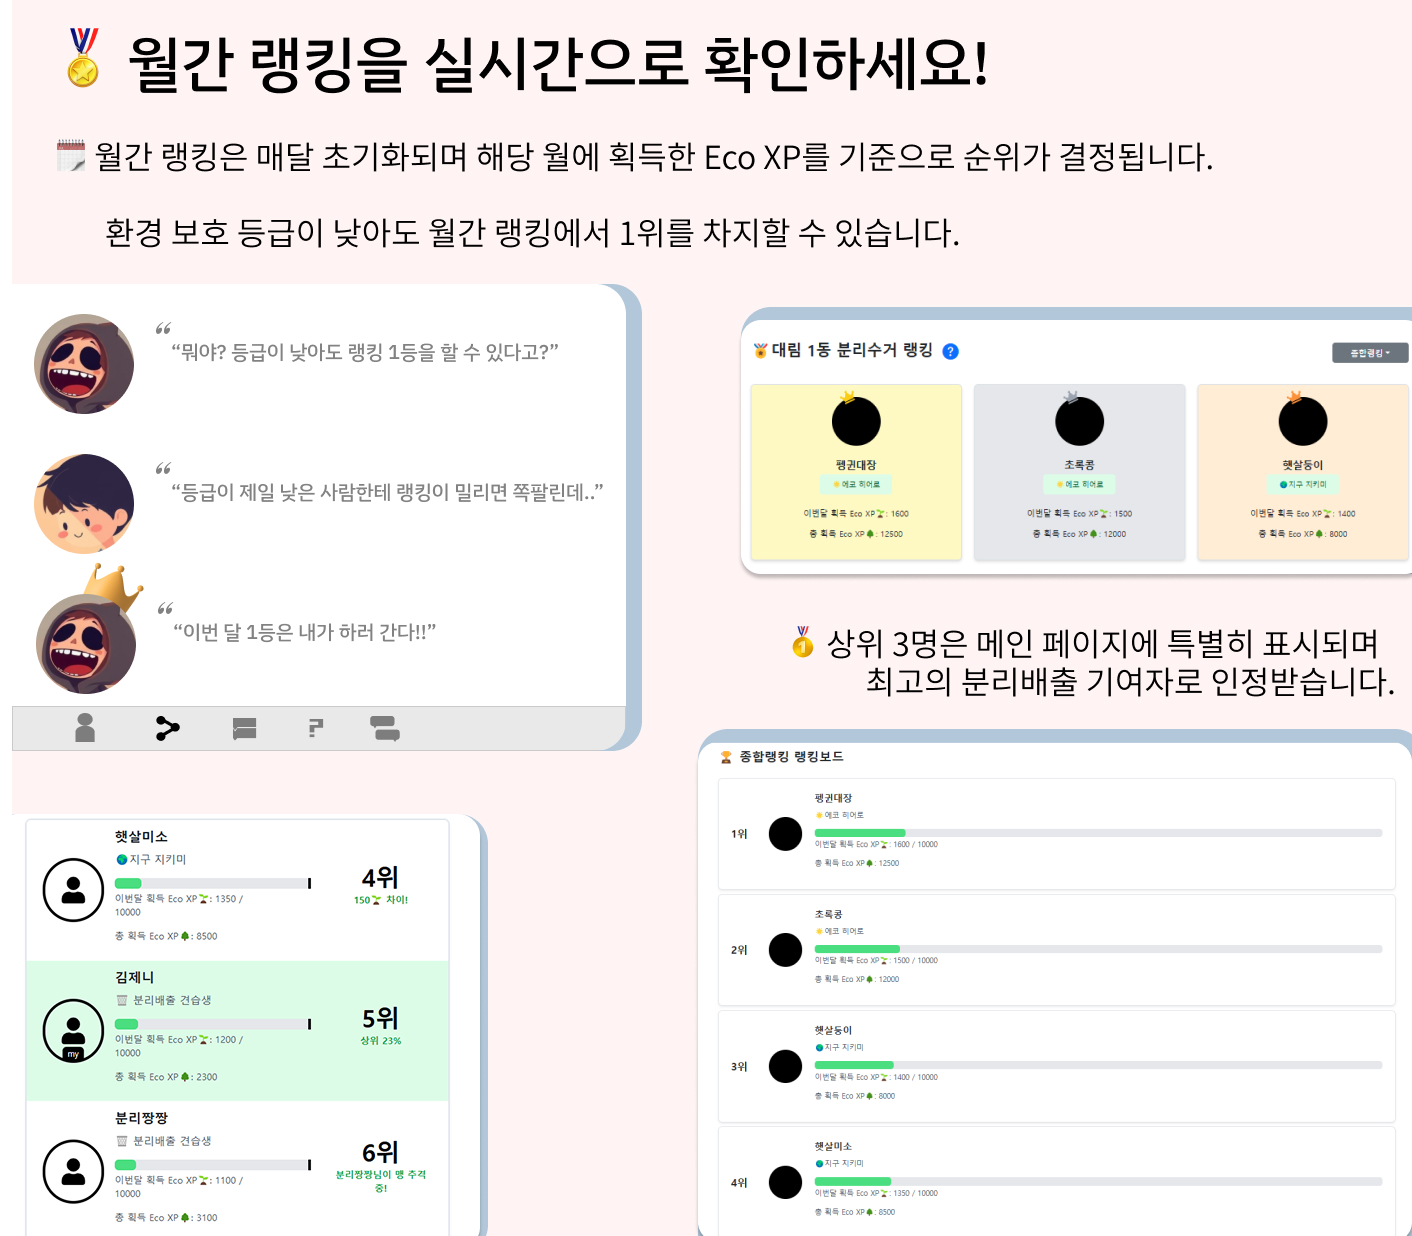 월간 랭킹을 실시간으로 확인하세요!
월간 랭킹은 매달 초기화되며 해당 월에 획득한 Eco XP를 기준으로 순위가 결정됩니다.
환경 보호 등급이 낮아도 월간 랭킹에서 1위를 차지할 수 있습니다.
“
“뭐야? 등급이 낮아도 랭킹 1등을 할 수 있다고?”
“
“등급이 제일 낮은 사람한테 랭킹이 밀리면 쪽팔린데..”
“
“이번 달 1등은 내가 하러 간다!!”
대림 1동 분리수거 랭킹 ?
종합랭킹
펭귄대장
에코 히어로
이번달 획득 Eco XP : 1600
총 획득 Eco XP : 12500
초록콩
에코 히어로
이번달 획득 Eco XP : 1500
총 획득 Eco XP : 12000
햇살둥이
지구 지키미
이번달 획득 Eco XP : 1400
총 획득 Eco XP : 8000
상위 3명은 메인 페이지에 특별히 표시되며
최고의 분리배출 기여자로 인정받습니다.
햇살미소
지구 지키미
이번달 획득 Eco XP : 1350 /
10000
총 획득 Eco XP : 8500
4위
150 차이!
김제니
분리배출 견습생
이번달 획득 Eco XP : 1200 /
10000
총 획득 Eco XP : 2300
my
5위
상위 23%
분리짱짱
분리배출 견습생
이번달 획득 Eco XP : 1100 /
10000
총 획득 Eco XP : 3100
6위
분리짱짱님이 맹 추격
중!
종합랭킹 랭킹보드
1위
펭귄대장
에코 히어로
이번달 획득 Eco XP : 1600 / 10000
총 획득 Eco XP : 12500
2위
초록콩
에코 히어로
이번달 획득 Eco XP : 1500 / 10000
총 획득 Eco XP : 12000
3위
햇살둥이
지구 지키미
이번달 획득 Eco XP : 1400 / 10000
총 획득 Eco XP : 8000
4위
햇살미소
지구 지키미
이번달 획득 Eco XP : 1350 / 10000
총 획득 Eco XP : 8500